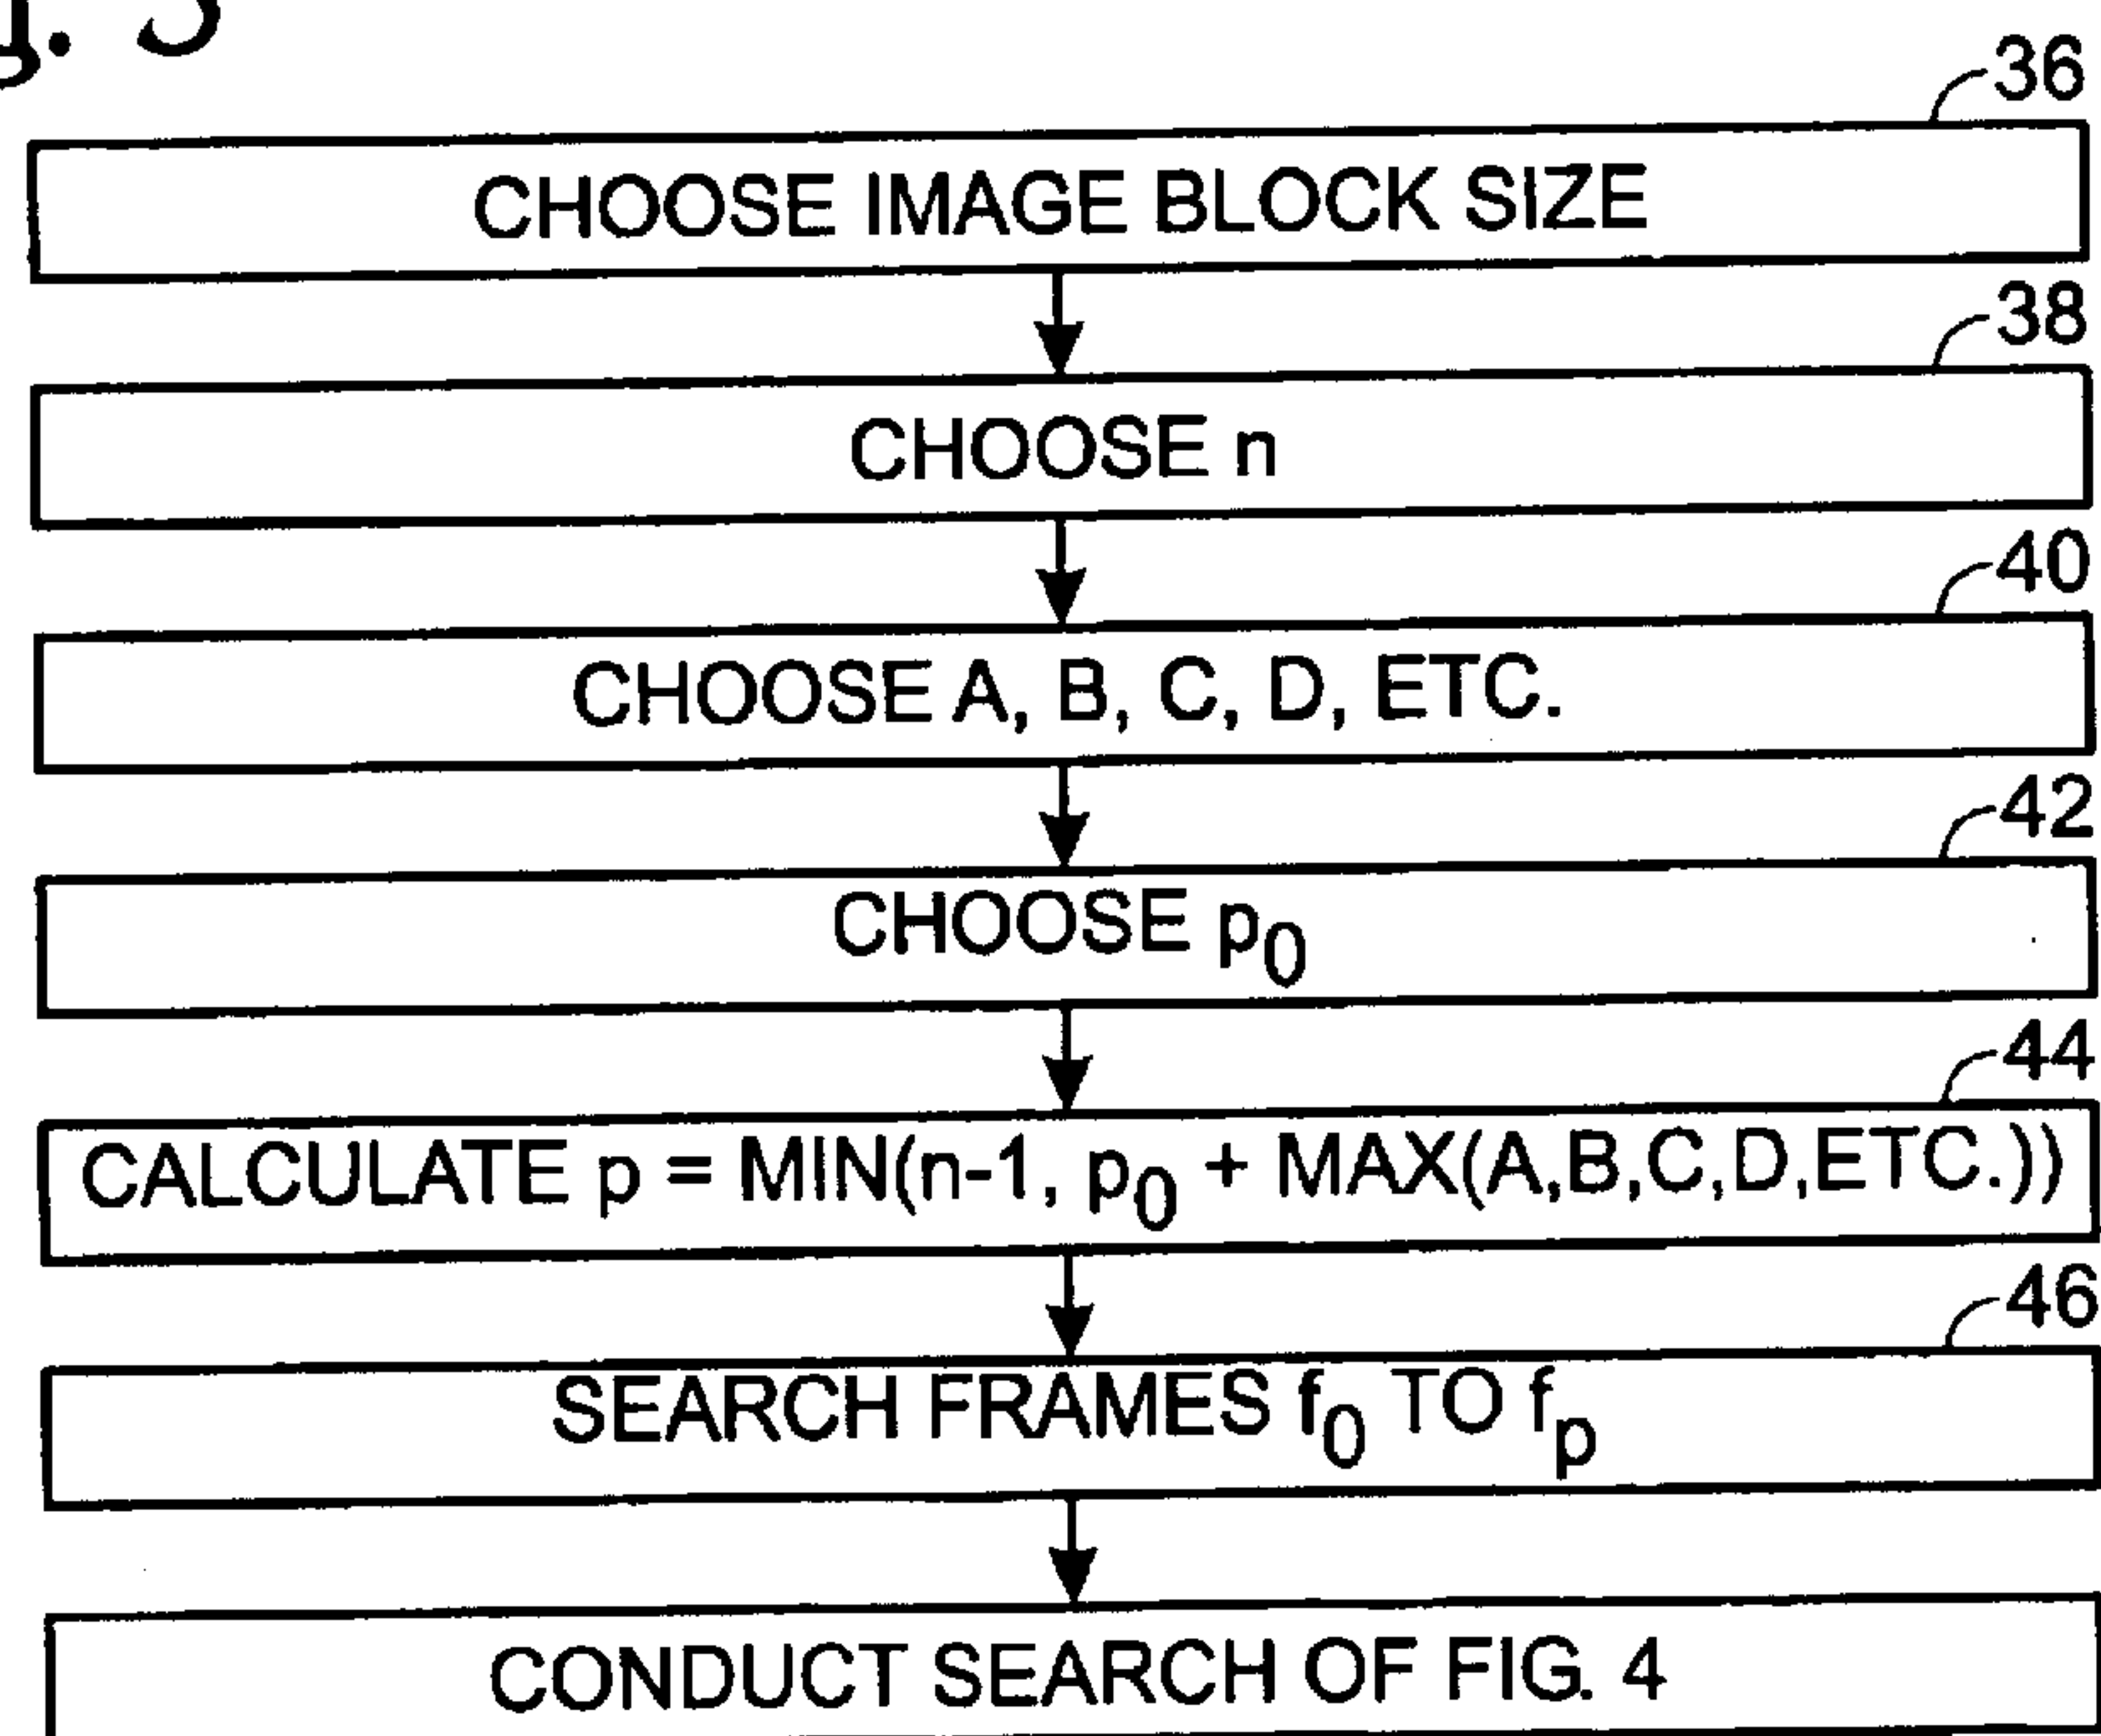 g. 3
36
CHOOSE IMAGE BLOCK SIZE
38
CHOOSE n
40
CHOOSE A, B, C, D, ETC.
42
CHOOSE p0
44
CALCULATE p = MIN(n-1, p0 + MAX(A,B,C,D,ETC.))
46
SEARCH FRAMES f0 TO fp
CONDUCT SEARCH OF FIG. 4